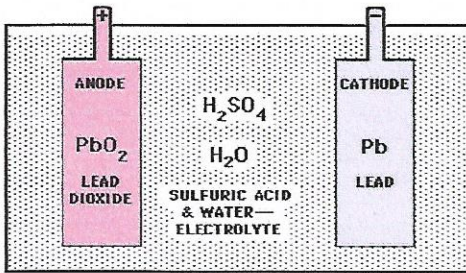 +
ANODE
PbO₂
LEAD
DIOXIDE
H₂SO₄
H₂O
SULFURIC ACID
& WATER—
ELECTROLYTE
−
CATHODE
Pb
LEAD